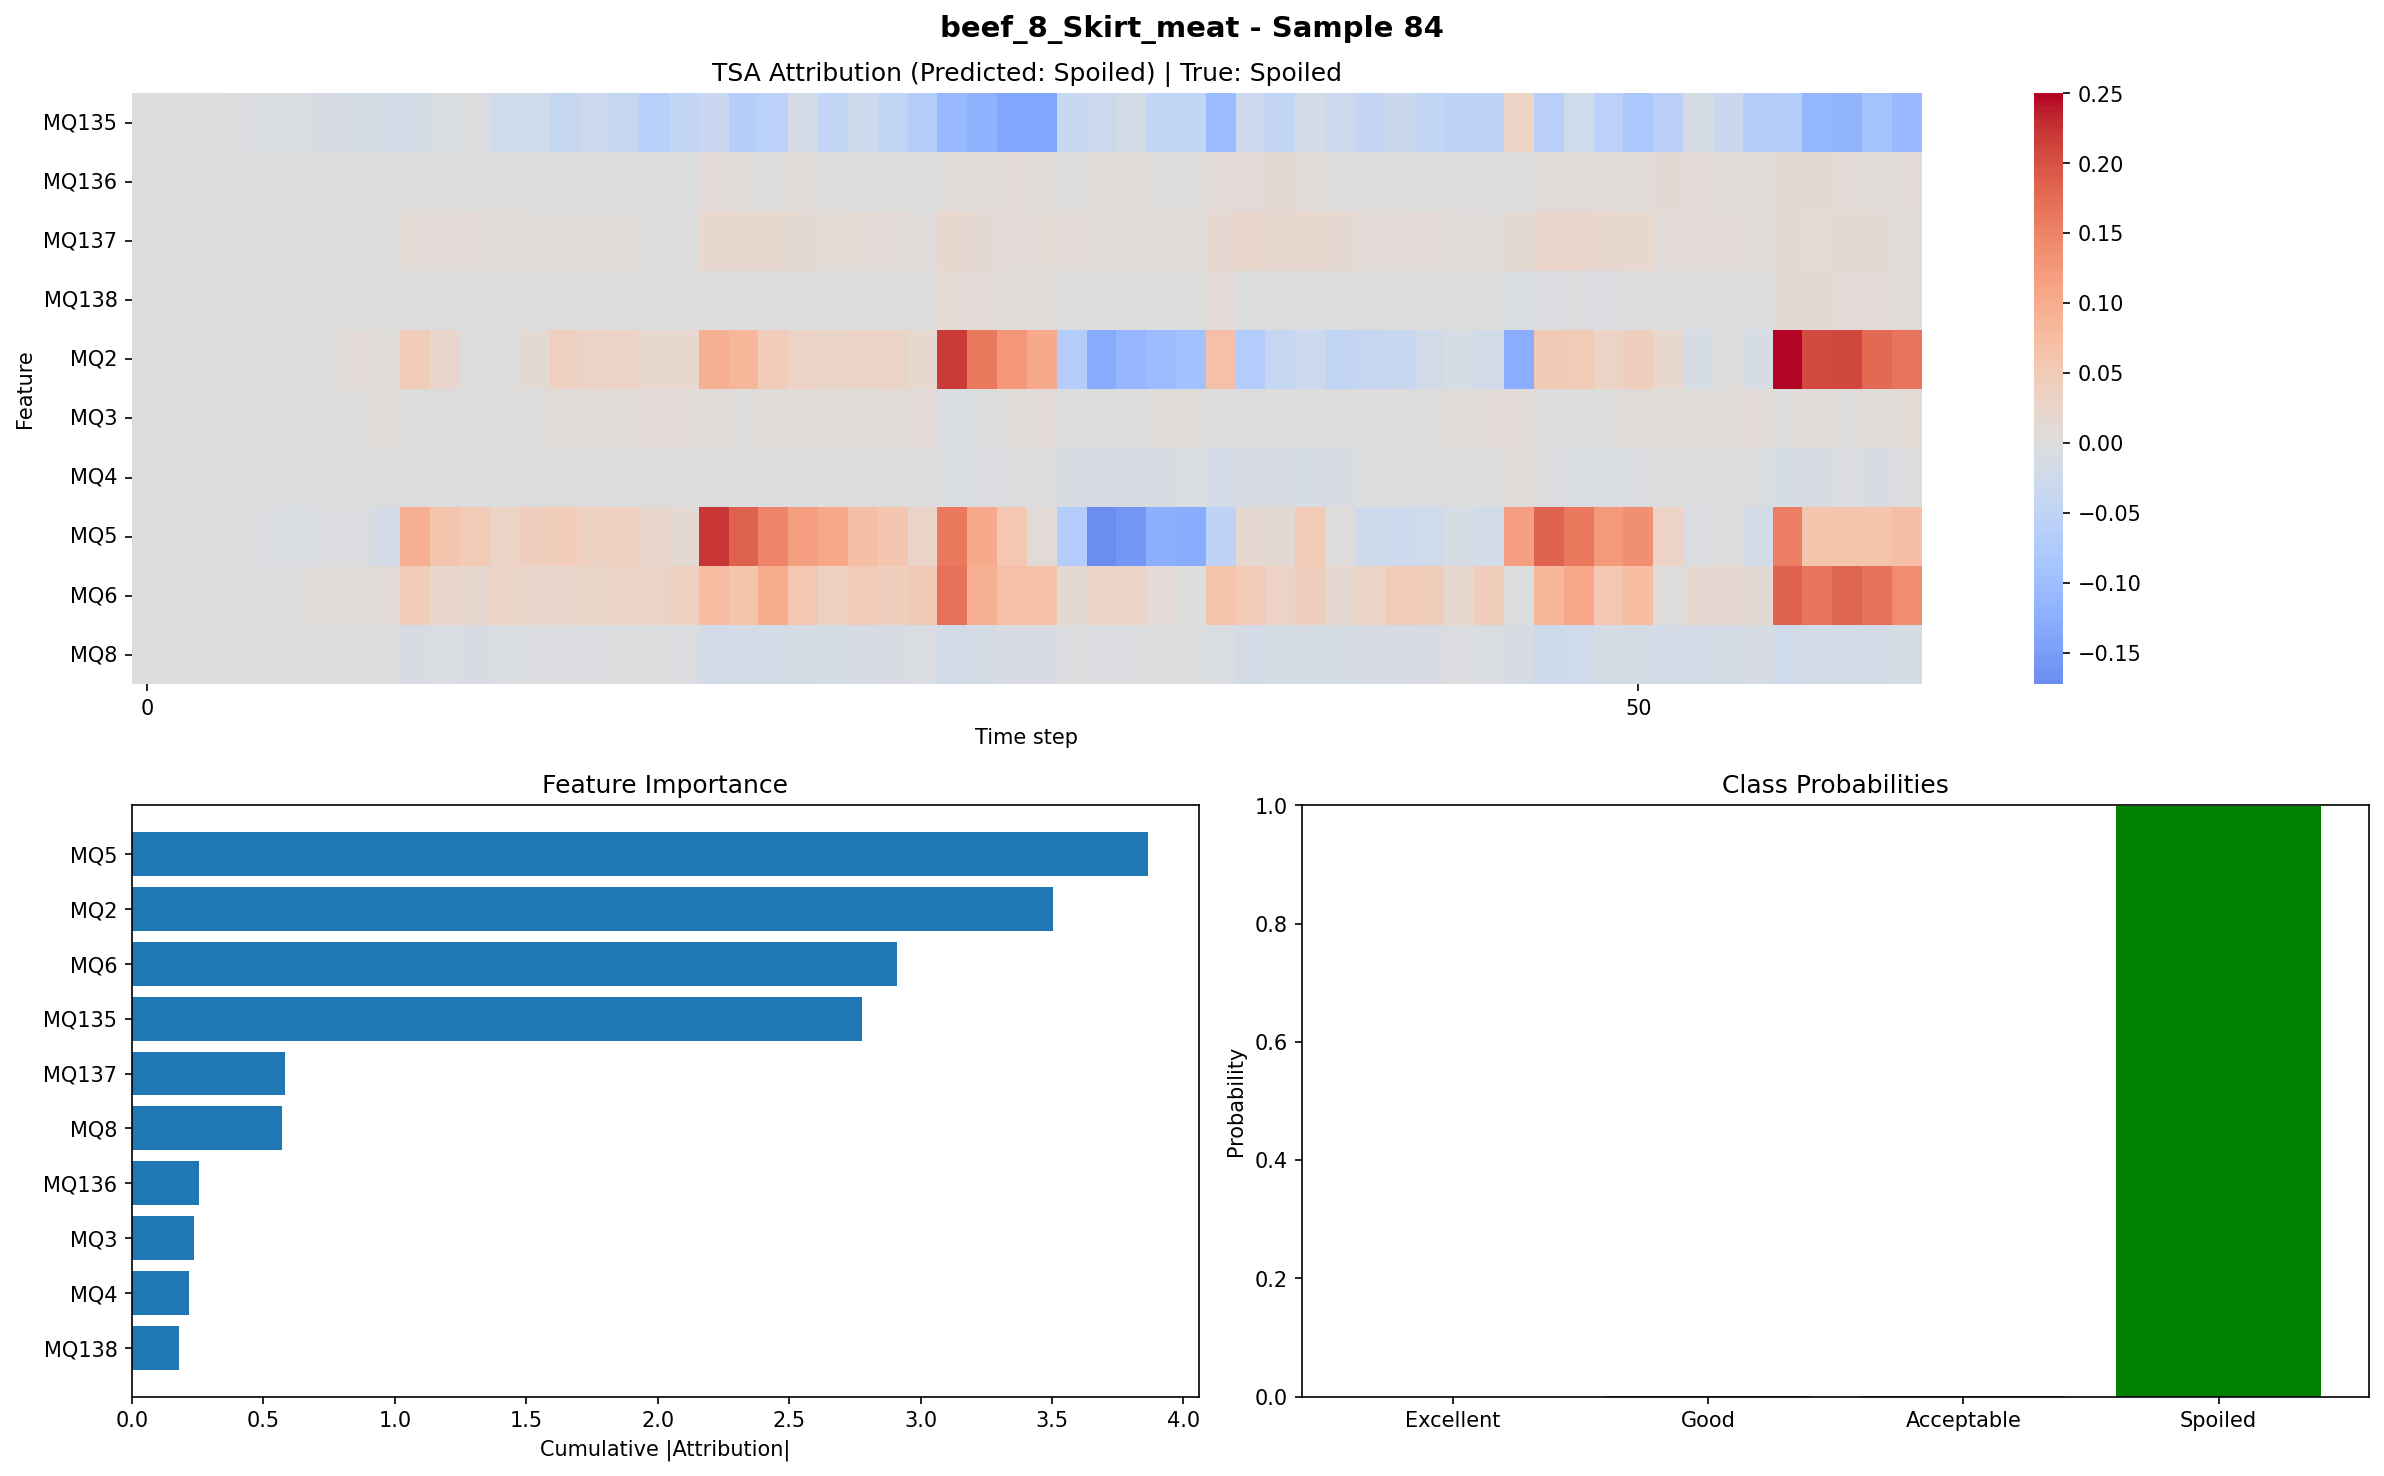 beef_8_Skirt_meat - Sample 84
TSA Attribution (Predicted: Spoiled) | True: Spoiled
MQ135
MQ136
MQ137
MQ138
MQ2
MQ3
MQ4
MQ5
MQ6
MQ8
Feature
0
50
Time step
0.25
0.20
0.15
0.10
0.05
0.00
−0.05
−0.10
−0.15
Feature Importance
MQ5
MQ2
MQ6
MQ135
MQ137
MQ8
MQ136
MQ3
MQ4
MQ138
0.0
0.5
1.0
1.5
2.0
2.5
3.0
3.5
4.0
Cumulative |Attribution|
Class Probabilities
Probability
1.0
0.8
0.6
0.4
0.2
0.0
Excellent
Good
Acceptable
Spoiled